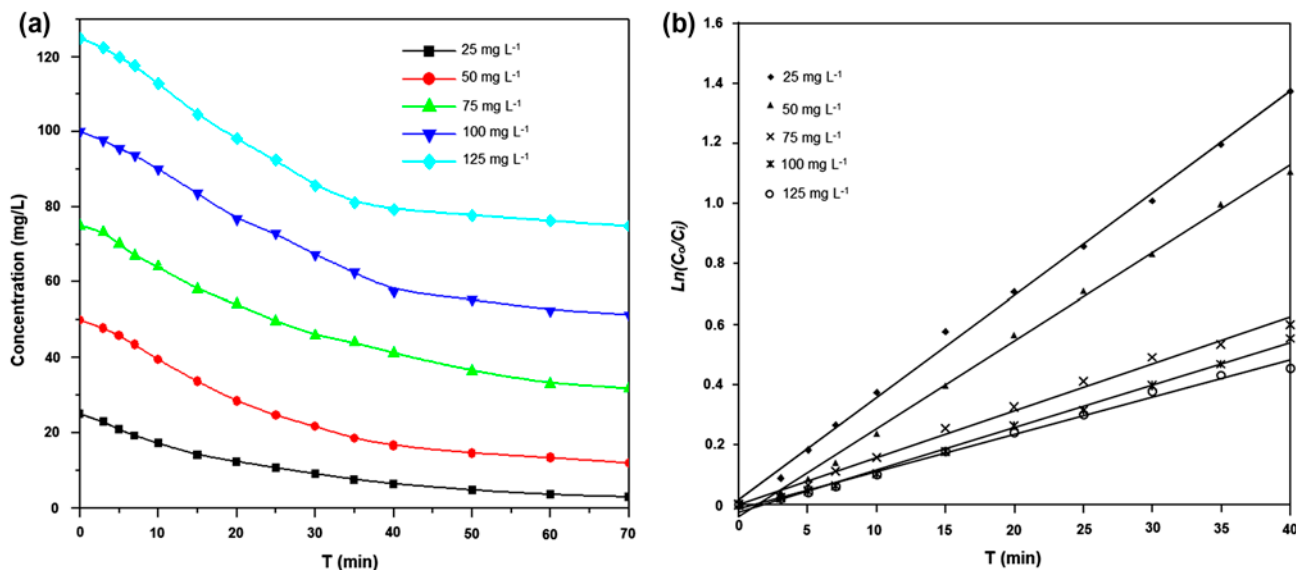 (a)
120
100
80
60
40
20
0
Concentration (mg/L)
0 10 20 30 40 50 60 70
T (min)
25 mg L⁻¹
50 mg L⁻¹
75 mg L⁻¹
100 mg L⁻¹
125 mg L⁻¹
(b)
1.6
1.4
1.2
1.0
0.8
0.6
0.4
0.2
0
Ln(Cₒ/Cᵢ)
0 5 10 15 20 25 30 35 40
T (min)
25 mg L⁻¹
50 mg L⁻¹
75 mg L⁻¹
100 mg L⁻¹
125 mg L⁻¹